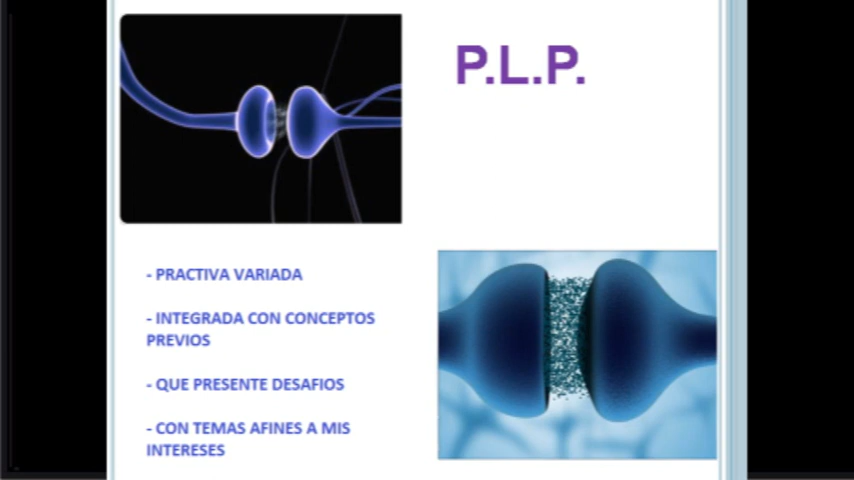 P.L.P.
- PRACTIVA VARIADA
- INTEGRADA CON CONCEPTOS
PREVIOS
- QUE PRESENTE DESAFIOS
- CON TEMAS AFINES A MIS
INTERESES